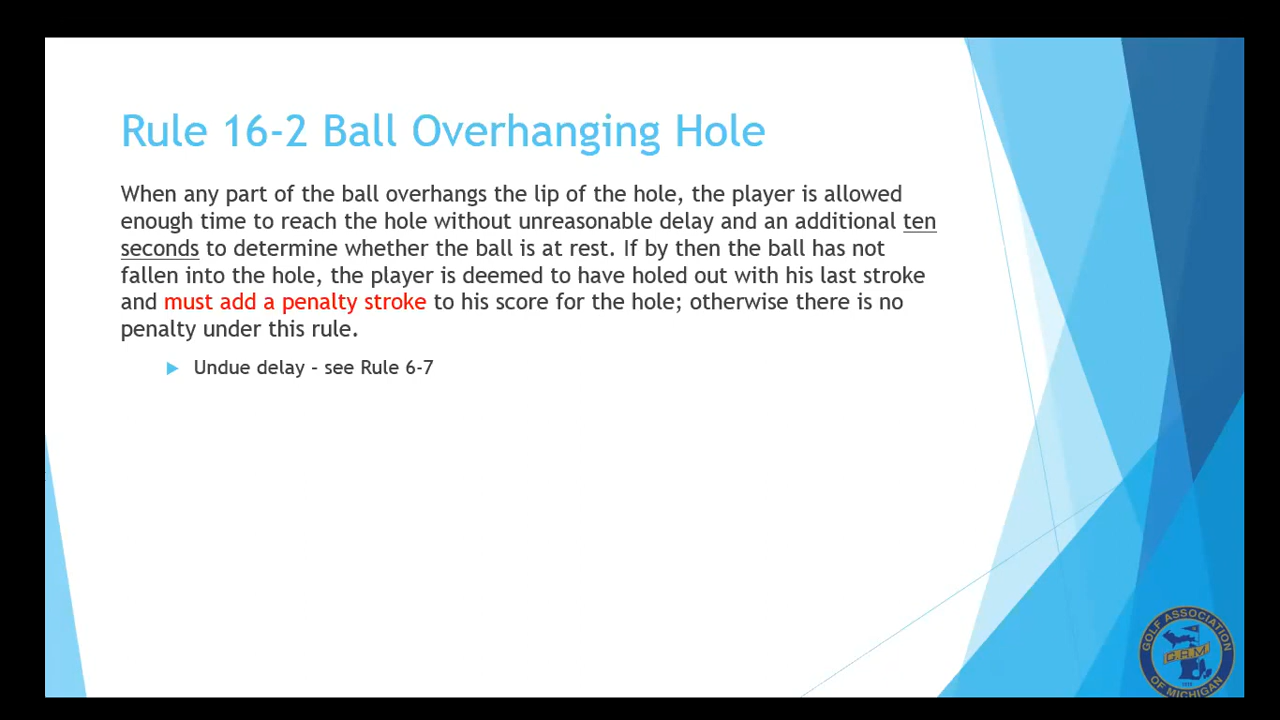 Rule 16-2 Ball Overhanging Hole
When any part of the ball overhangs the lip of the hole, the player is allowed
enough time to reach the hole without unreasonable delay and an additional ten
seconds to determine whether the ball is at rest. If by then the ball has not
fallen into the hole, the player is deemed to have holed out with his last stroke
and must add a penalty stroke to his score for the hole; otherwise there is no
penalty under this rule.
Undue delay - see Rule 6-7
GOLF ASSOCIATION
G.A.M.
OF MICHIGAN